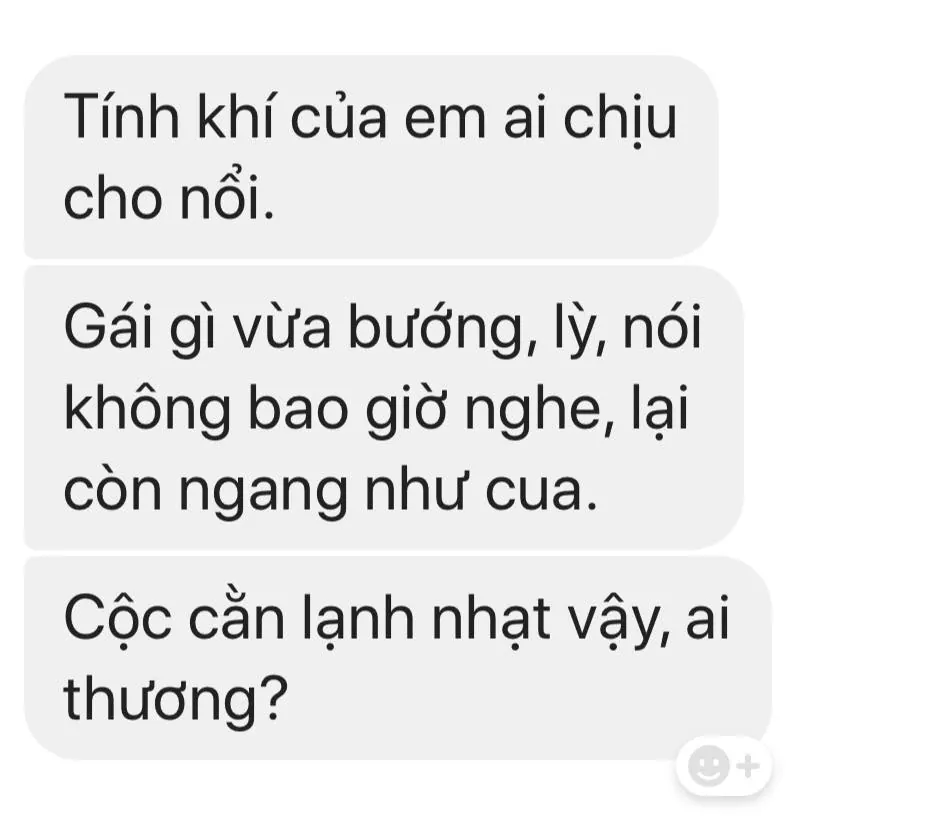 Tính khí của em ai chịu
cho nổi.
Gái gì vừa bướng, lỳ, nói
không bao giờ nghe, lại
còn ngang như cua.
Cộc cằn lạnh nhạt vậy, ai
thương?